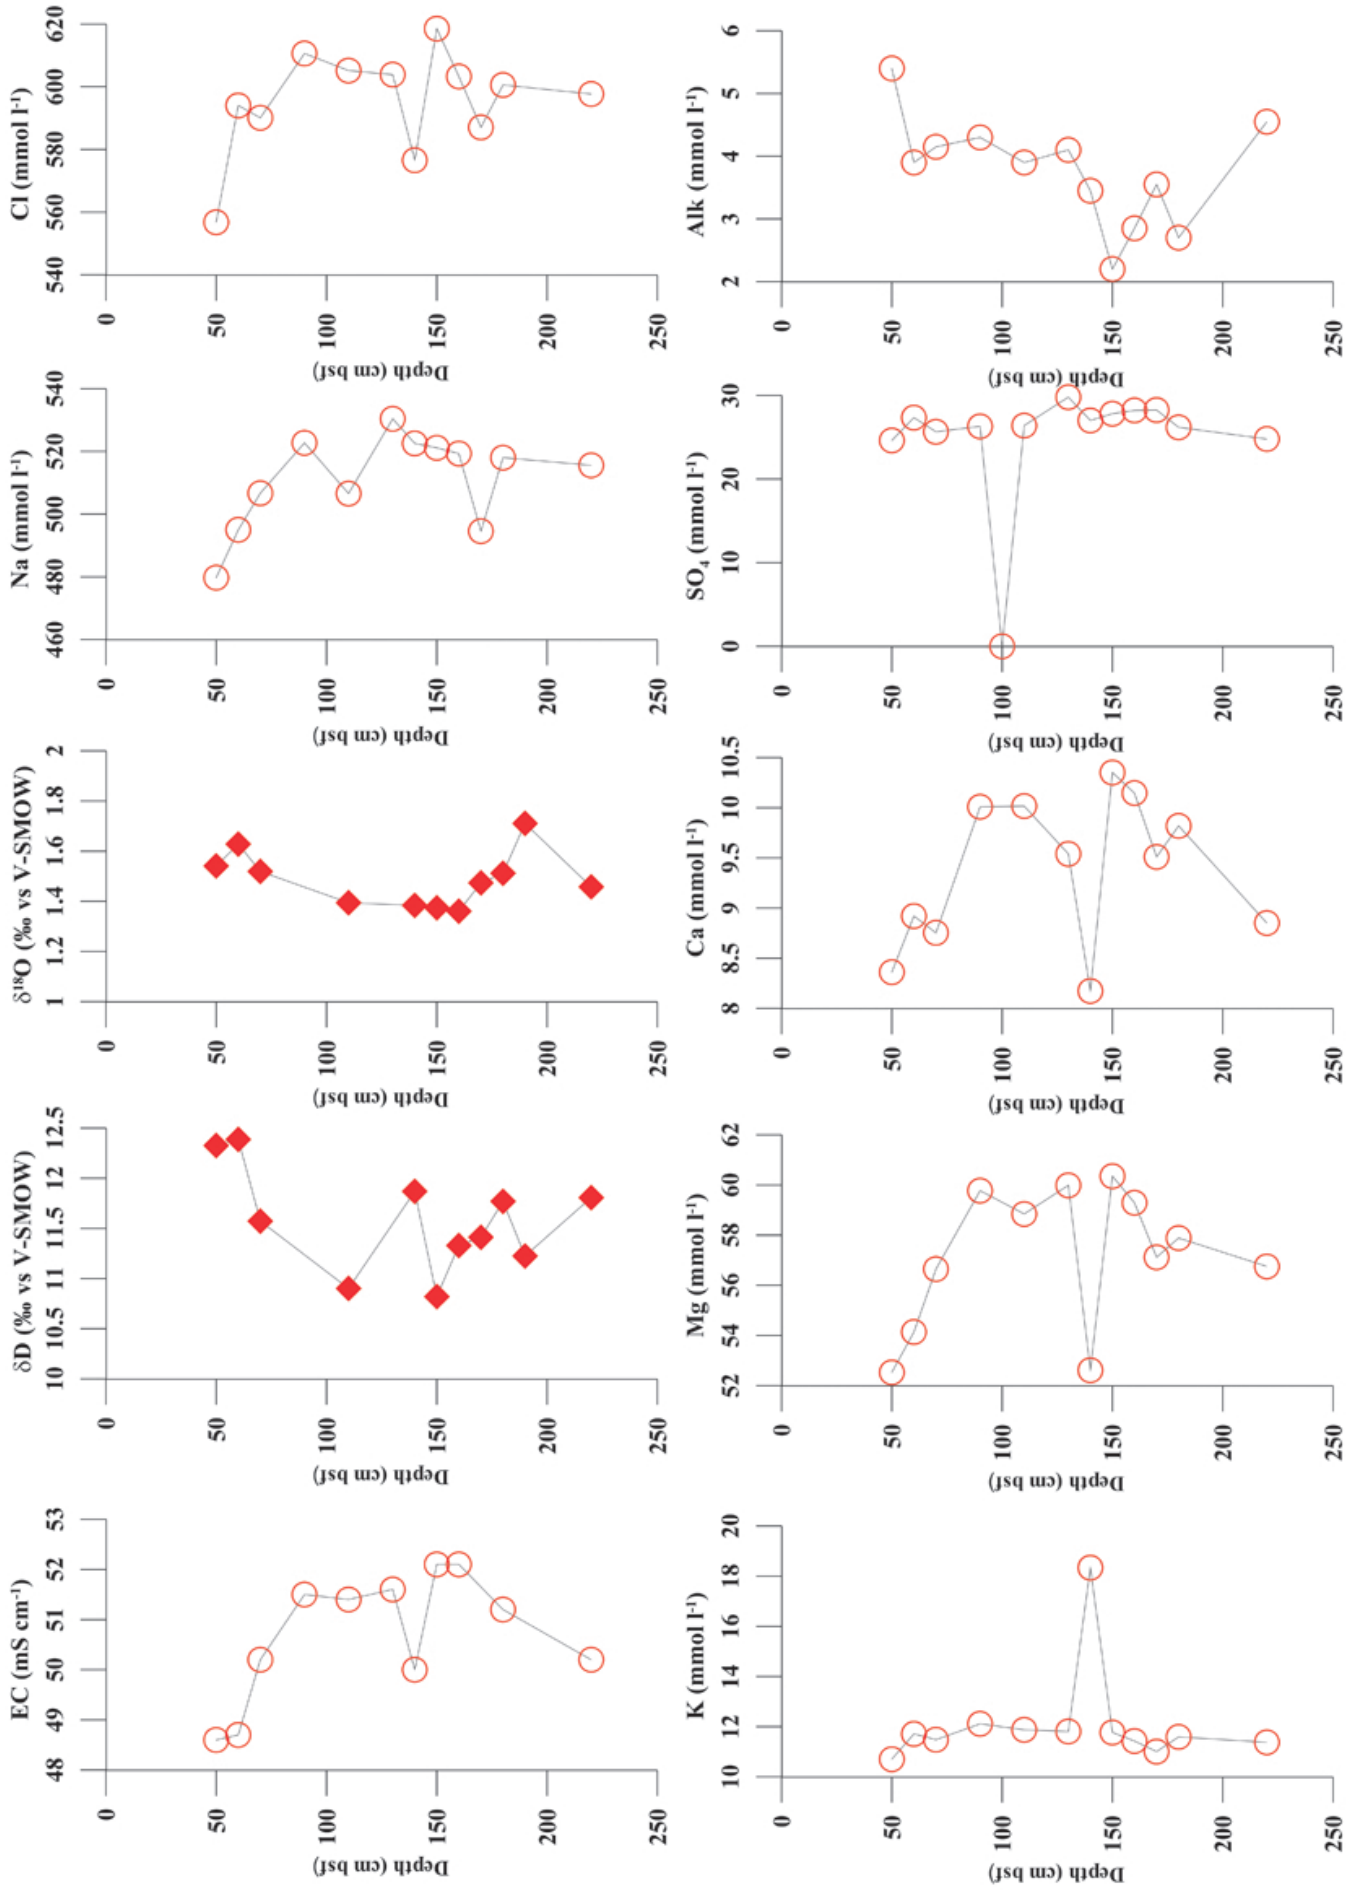 EC (mS cm⁻¹)
48 49 50 51 52 53
0
50
100
150
200
250
Depth (cm bsf)
δD (‰ vs V-SMOW)
10 10.5 11 11.5 12 12.5
0
50
100
150
200
250
Depth (cm bsf)
δ¹⁸O (‰ vs V-SMOW)
1 1.2 1.4 1.6 1.8 2
0
50
100
150
200
250
Depth (cm bsf)
Na (mmol l⁻¹)
460 480 500 520 540
0
50
100
150
200
250
Depth (cm bsf)
Cl (mmol l⁻¹)
540 560 580 600 620
0
50
100
150
200
250
Depth (cm bsf)
K (mmol l⁻¹)
10 12 14 16 18 20
0
50
100
150
200
250
Depth (cm bsf)
Mg (mmol l⁻¹)
52 54 56 58 60 62
0
50
100
150
200
250
Depth (cm bsf)
Ca (mmol l⁻¹)
8 8.5 9 9.5 10 10.5
0
50
100
150
200
250
Depth (cm bsf)
SO₄ (mmol l⁻¹)
0 10 20 30
0
50
100
150
200
250
Depth (cm bsf)
Alk (mmol l⁻¹)
2 3 4 5 6
0
50
100
150
200
250
Depth (cm bsf)